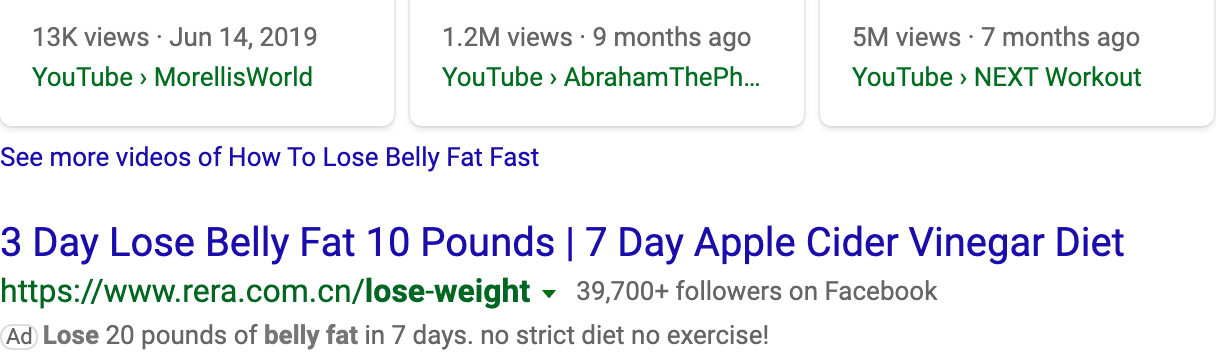 13K views · Jun 14, 2019
YouTube › MorellisWorld
1.2M views · 9 months ago
YouTube › AbrahamThePh...
5M views · 7 months ago
YouTube › NEXT Workout
See more videos of How To Lose Belly Fat Fast
3 Day Lose Belly Fat 10 Pounds | 7 Day Apple Cider Vinegar Diet
https://www.rera.com.cn/lose-weight 39,700+ followers on Facebook
Ad Lose 20 pounds of belly fat in 7 days. no strict diet no exercise!